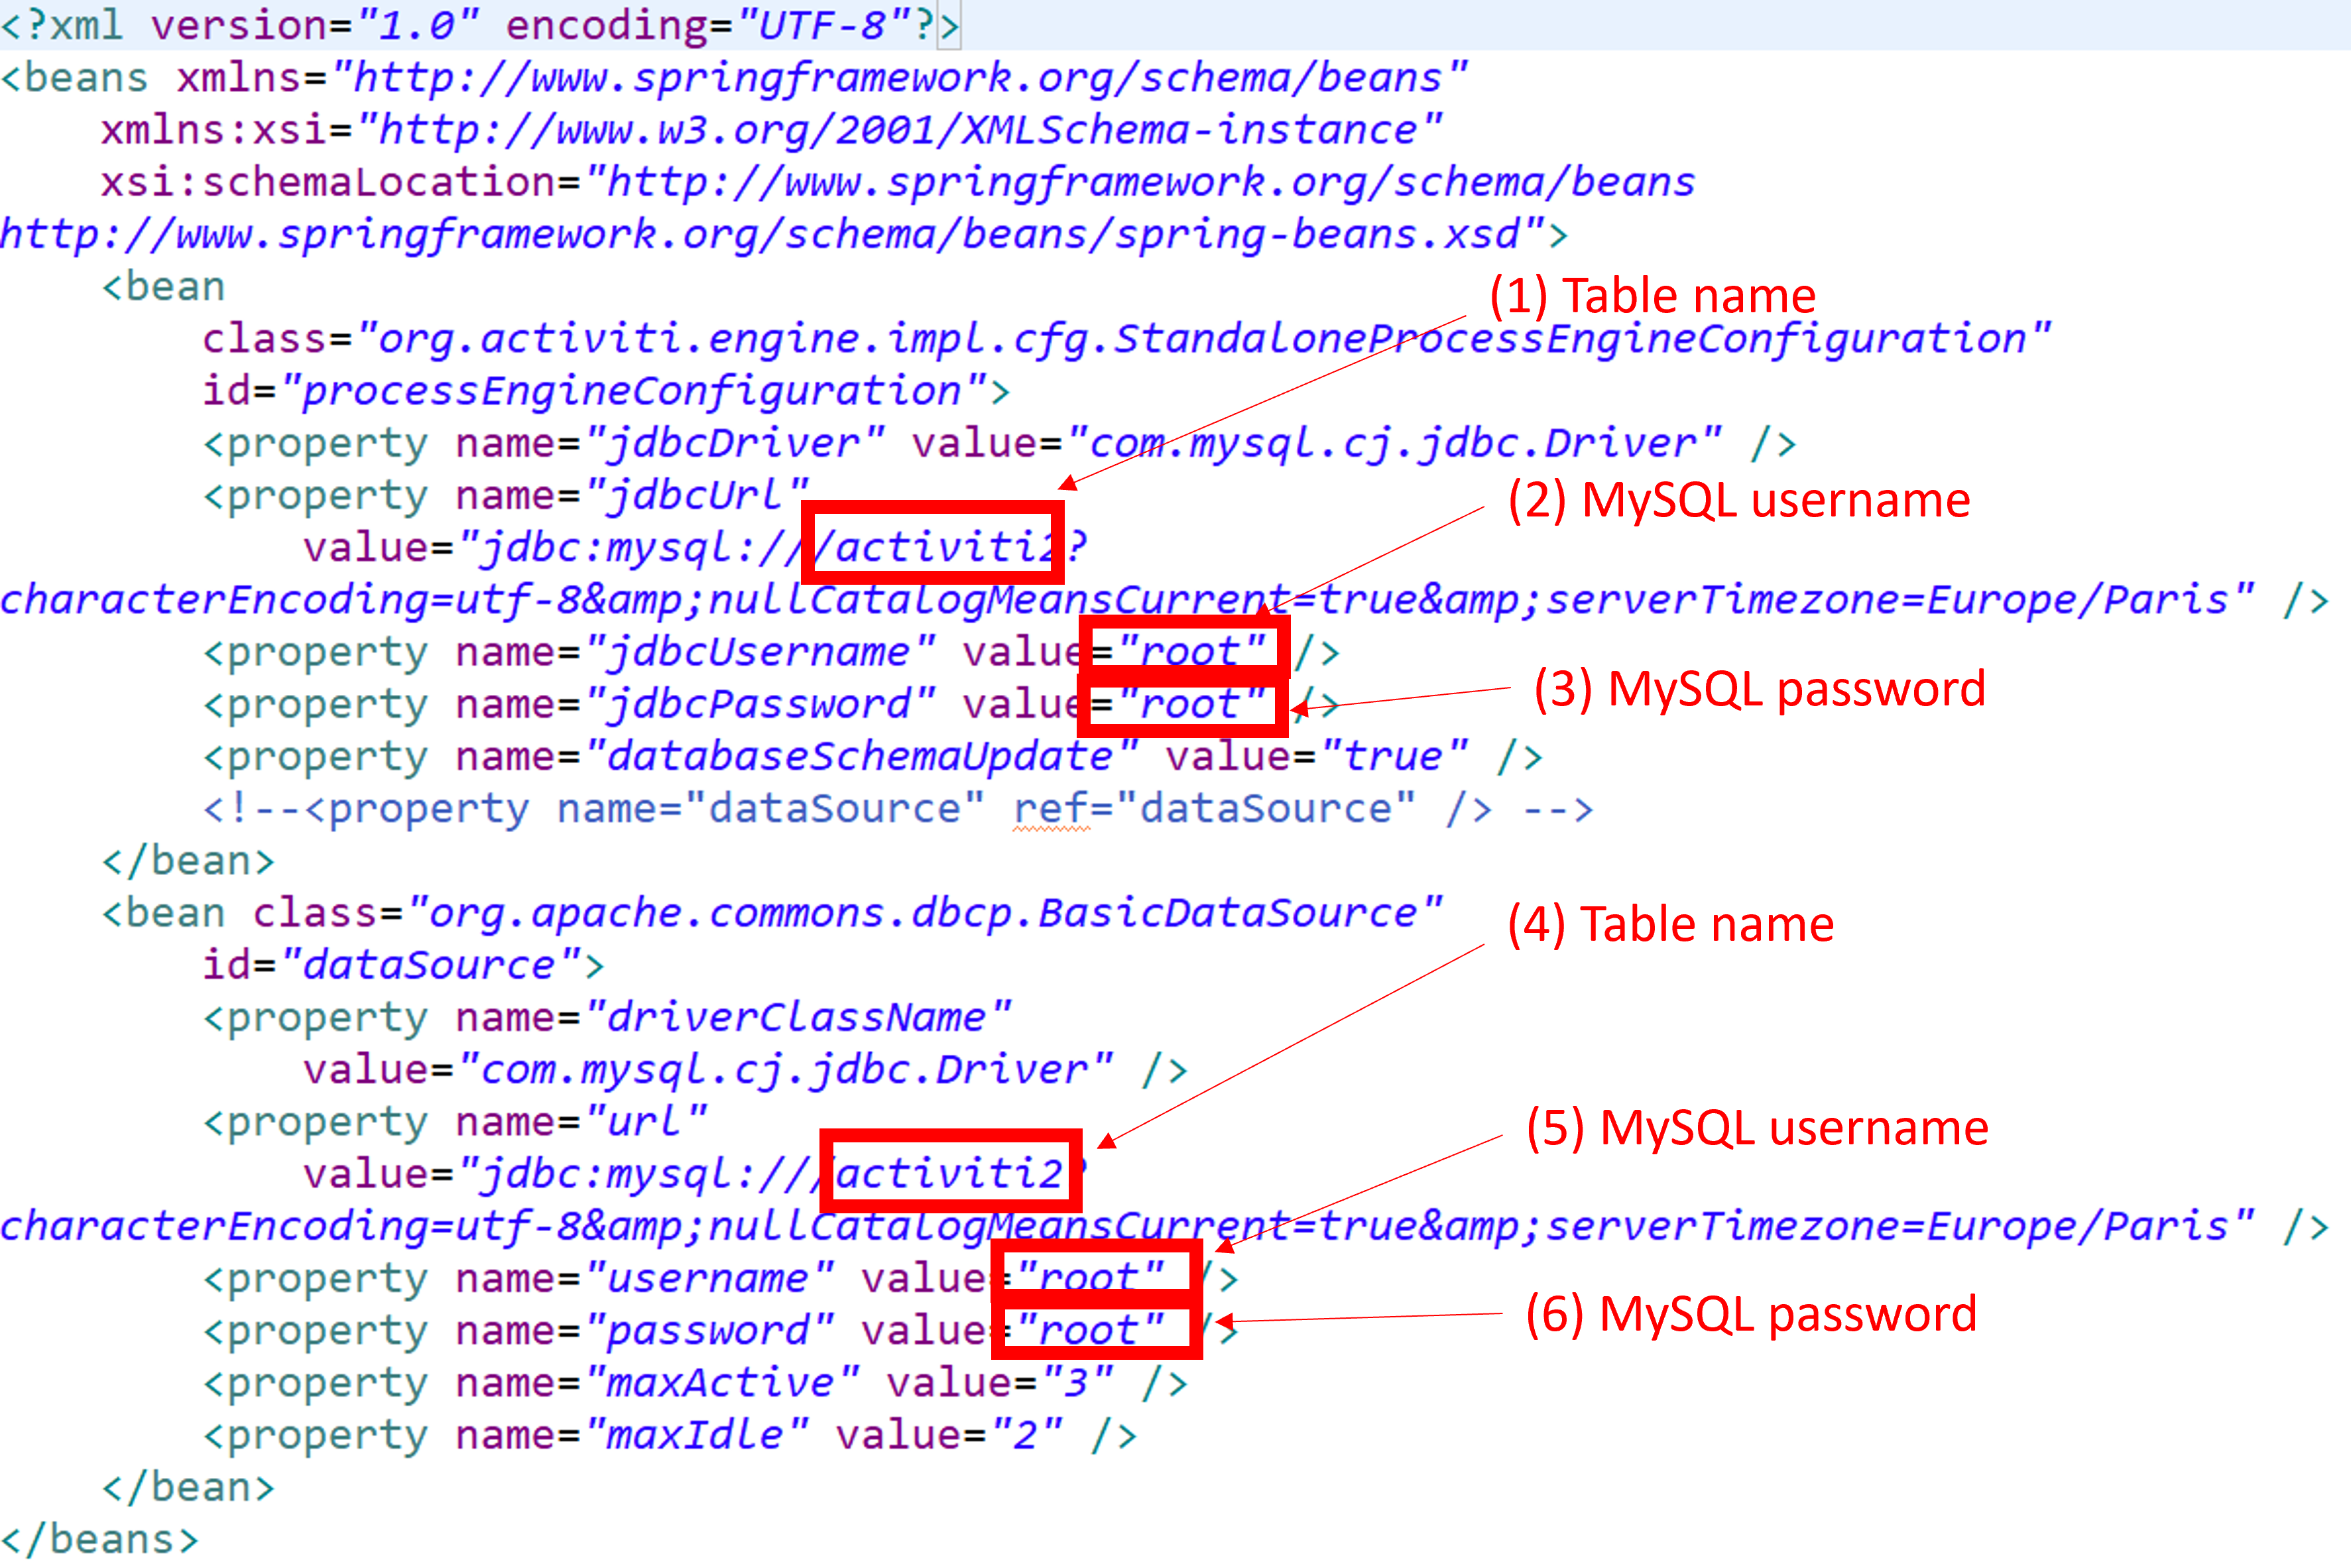 <?xml version="1.0" encoding="UTF-8"?>
<beans xmlns="http://www.springframework.org/schema/beans"
xmlns:xsi="http://www.w3.org/2001/XMLSchema-instance"
xsi:schemaLocation="http://www.springframework.org/schema/beans
http://www.springframework.org/schema/beans/spring-beans.xsd">
<bean
(1) Table name
class="org.activiti.engine.impl.cfg.StandaloneProcessEngineConfiguration"
id="processEngineConfiguration">
<property name="jdbcDriver" value="com.mysql.cj.jdbc.Driver" />
<property name="jdbcUrl"
(2) MySQL username
value="jdbc:mysql:///activiti2?
characterEncoding=utf-8&amp;nullCatalogMeansCurrent=true&amp;serverTimezone=Europe/Paris" />
<property name="jdbcUsername" value="root" />
(3) MySQL password
<property name="jdbcPassword" value="root" />
<property name="databaseSchemaUpdate" value="true" />
<!--<property name="dataSource" ref="dataSource" /> -->
</bean>
<bean class="org.apache.commons.dbcp.BasicDataSource"
(4) Table name
id="dataSource">
<property name="driverClassName"
value="com.mysql.cj.jdbc.Driver" />
<property name="url"
(5) MySQL username
value="jdbc:mysql:///activiti2?
characterEncoding=utf-8&amp;nullCatalogMeansCurrent=true&amp;serverTimezone=Europe/Paris" />
<property name="username" value="root" />
(6) MySQL password
<property name="password" value="root" />
<property name="maxActive" value="3" />
<property name="maxIdle" value="2" />
</bean>
</beans>